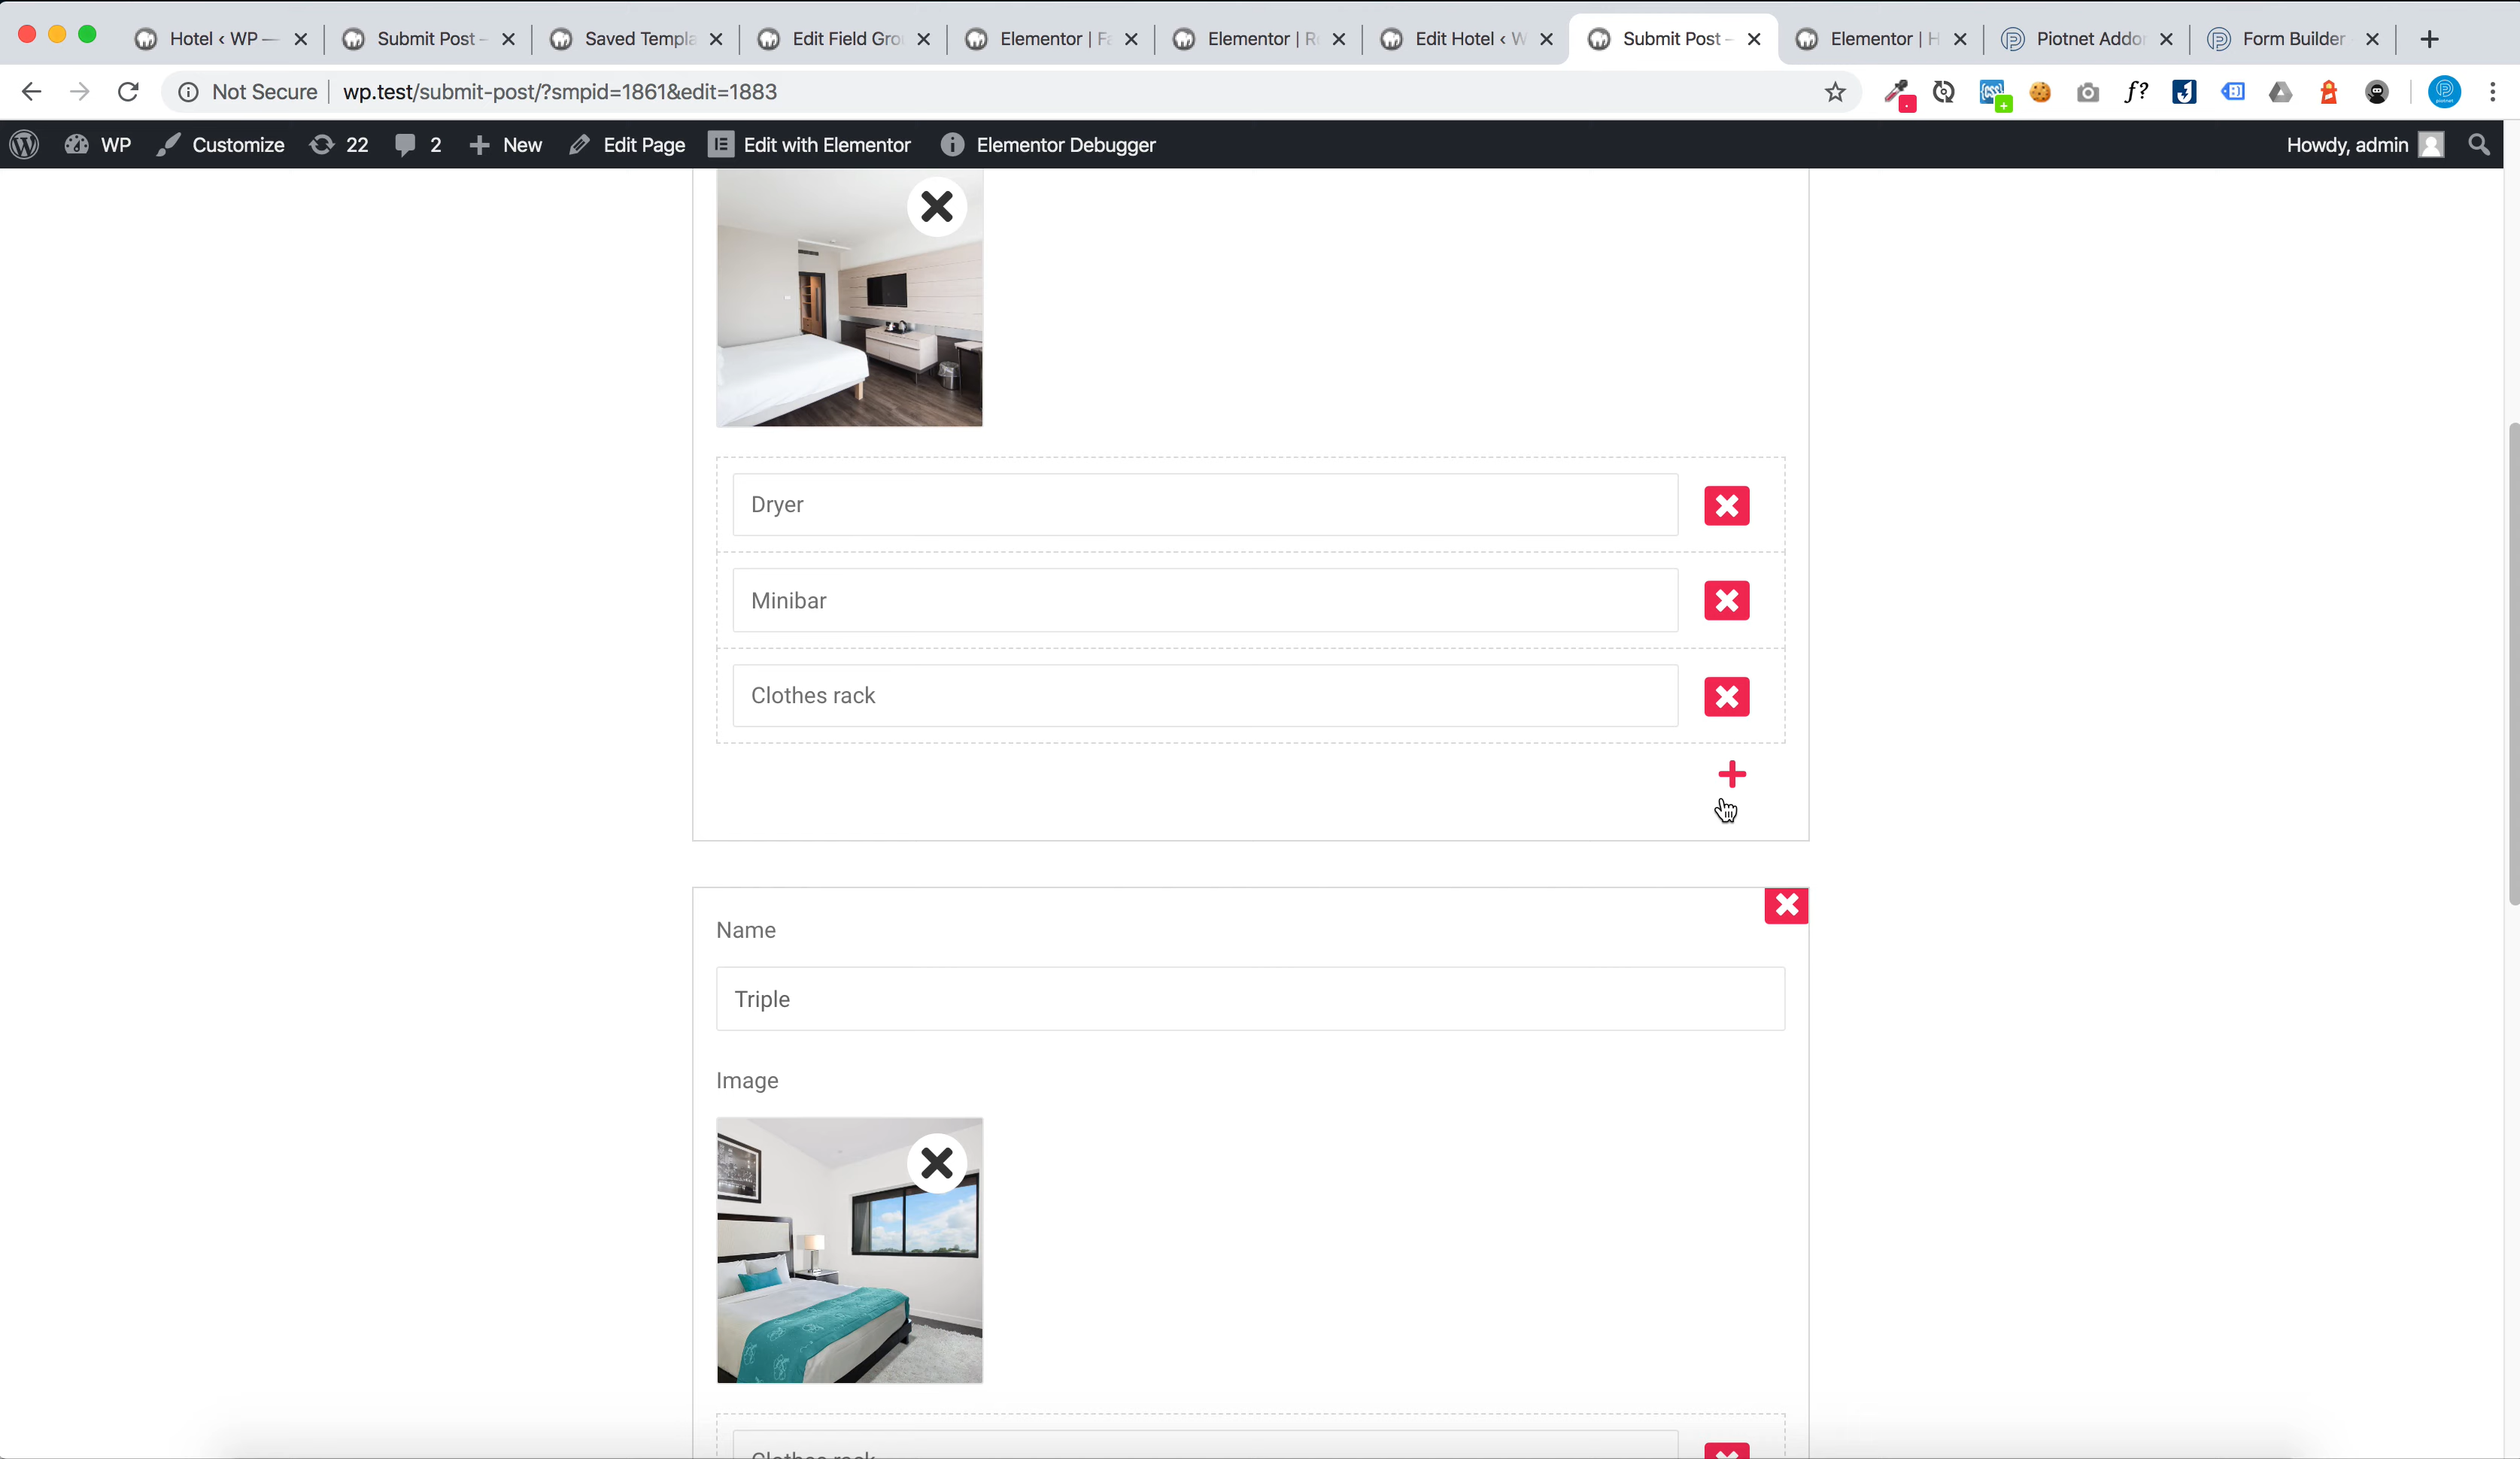 Hotel ‹ WP — Submit Post – Saved Templa Edit Field Gro Elementor | Fa Elementor | R Edit Hotel ‹ W Submit Post – Elementor | H Piotnet Addo Form Builder
Not Secure wp.test/submit-post/?smpid=1861&edit=1883 f?
WP Customize 22 2 New Edit Page Edit with Elementor Elementor Debugger Howdy, admin
Dryer
Minibar
Clothes rack
Name
Triple
Image
Clothes rack